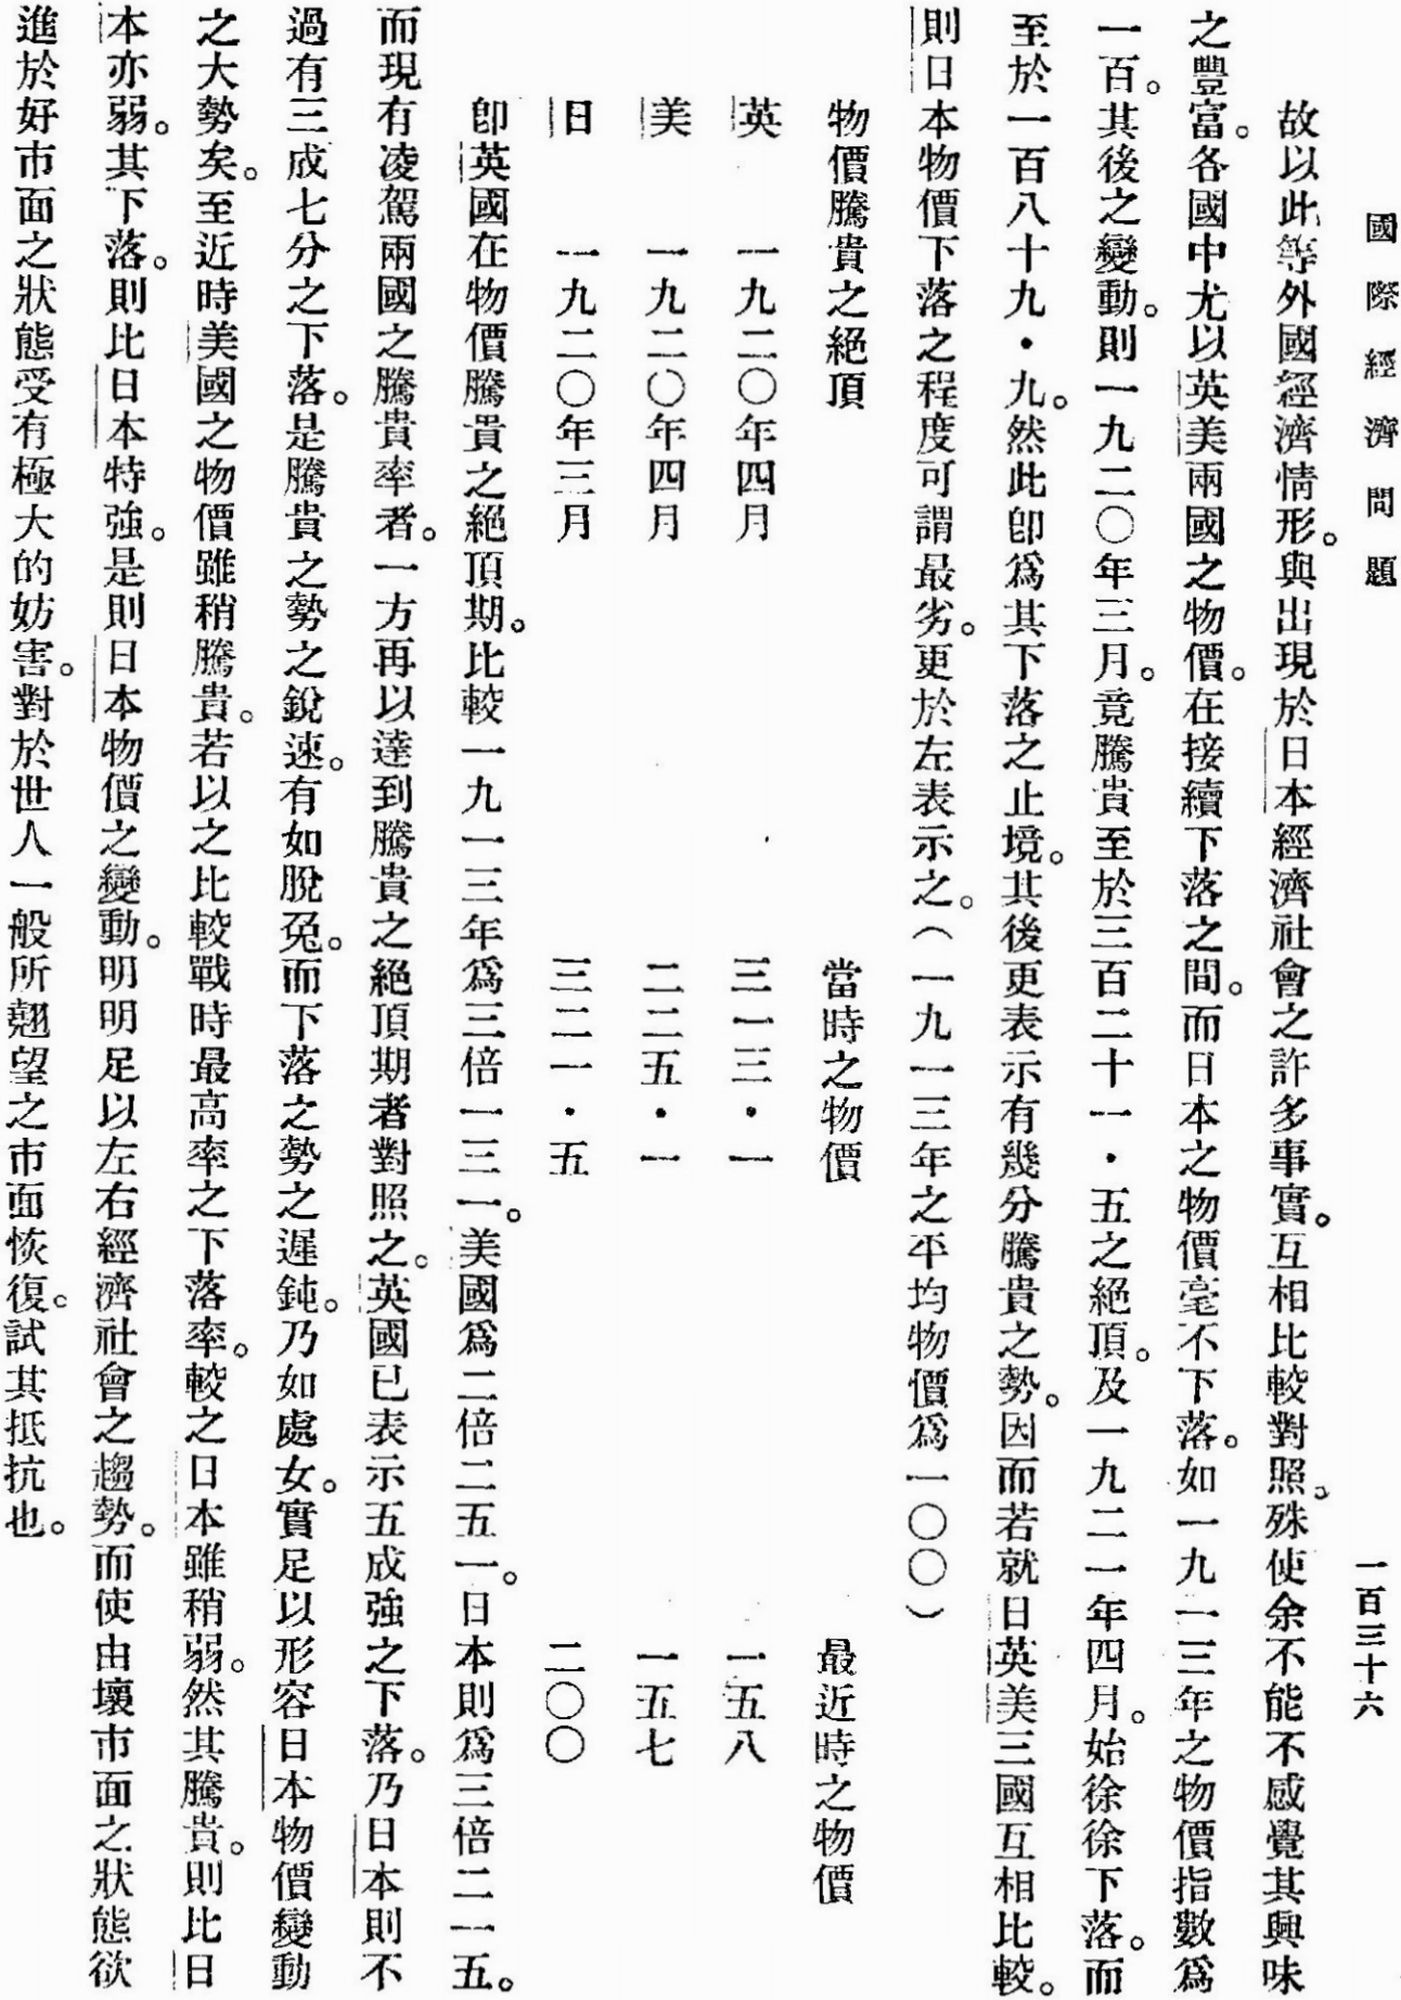 國際經濟問題
一百三十六
故以此等外國經濟情形。與出現於日本經濟社會之許多事實。互相比較對照。殊使余不能不感覺其興味
之豐富。各國中尤以英美兩國之物價。在接續下落之間。而日本之物價毫不下落。如一九一三年之物價指數爲
一百。其後之變動。則一九二〇年三月。竟騰貴至於三百二十一・五之絕頂。及一九二一年四月。始徐徐下落。而
至於一百八十九・九。然此卽爲其下落之止境。其後更表示有幾分騰貴之勢。因而若就日英美三國互相比較。
則日本物價下落之程度可謂最劣。更於左表示之。（一九一三年之平均物價爲一〇〇）
物價騰貴之絕頂　當時之物價　最近時之物價
英　一九二〇年四月　三一三・一　一五八
美　一九二〇年四月　二二五・一　一五七
日　一九二〇年三月　三二一・五　二〇〇
卽英國在物價騰貴之絕頂期。比較一九一三年爲三倍一三一。美國爲二倍二五一。日本則爲三倍二一五。
而現有凌駕兩國之騰貴率者。一方再以達到騰貴之絕頂期者對照之。英國已表示五成強之下落。乃日本則不
過有三成七分之下落。是騰貴之勢之銳速。有如脫兔。而下落之勢之遲鈍。乃如處女。實足以形容日本物價變動
之大勢矣。至近時美國之物價雖稍騰貴。若以之比較戰時最高率之下落率。較之日本雖稍弱。然其騰貴。則比日
本亦弱。其下落。則比日本特強。是則日本物價之變動。明明足以左右經濟社會之趨勢。而使由壞市面之狀態欲
進於好市面之狀態受有極大的妨害。對於世人一般所翹望之市面恢復。試其抵抗也。